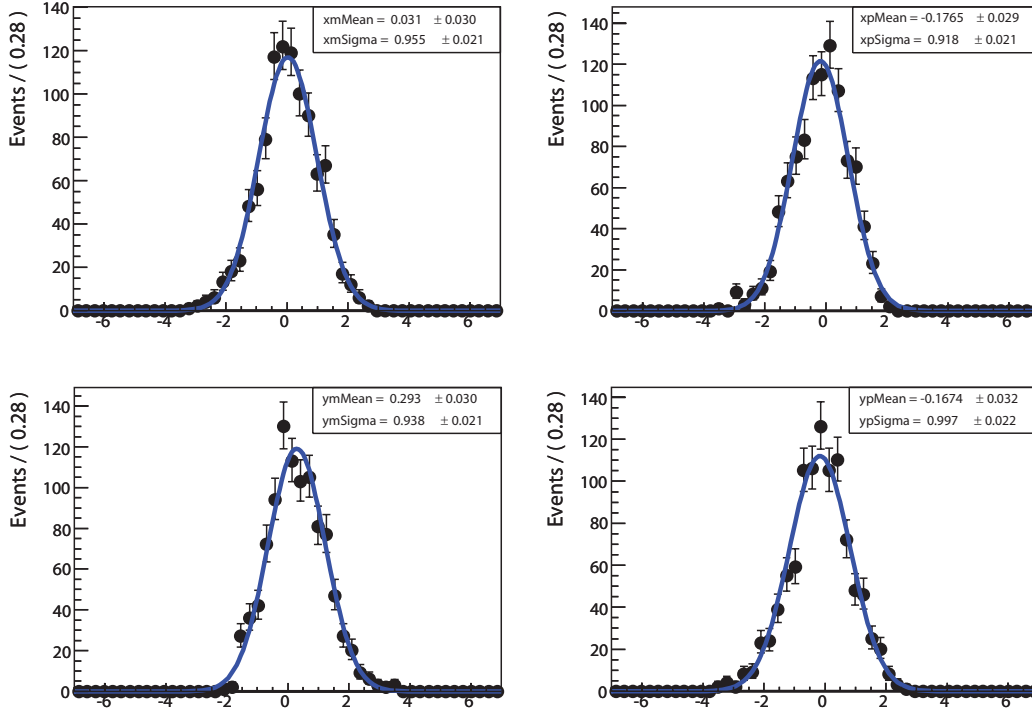 xmMean = 0.031 ± 0.030
xmSigma = 0.955 ± 0.021
Events / ( 0.28)
140
120
100
80
60
40
20
0
-6 -4 -2 0 2 4 6
xpMean = -0.1765 ± 0.029
xpSigma = 0.918 ± 0.021
Events / ( 0.28)
140
120
100
80
60
40
20
0
-6 -4 -2 0 2 4 6
ymMean = 0.293 ± 0.030
ymSigma = 0.938 ± 0.021
Events / ( 0.28)
140
120
100
80
60
40
20
0
-6 -4 -2 0 2 4 6
ypMean = -0.1674 ± 0.032
ypSigma = 0.997 ± 0.022
Events / ( 0.28)
140
120
100
80
60
40
20
0
-6 -4 -2 0 2 4 6